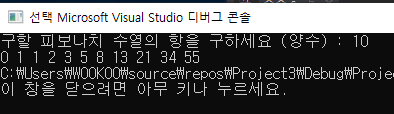 선택 Microsoft Visual Studio 디버그 콘솔
구할 피보나치 수열의 항을 구하세요 (양수) : 10
0 1 1 2 3 5 8 13 21 34 55
C:₩Users₩WOOKOO₩source₩repos₩Project3₩Debug₩Proje
이 창을 닫으려면 아무 키나 누르세요.